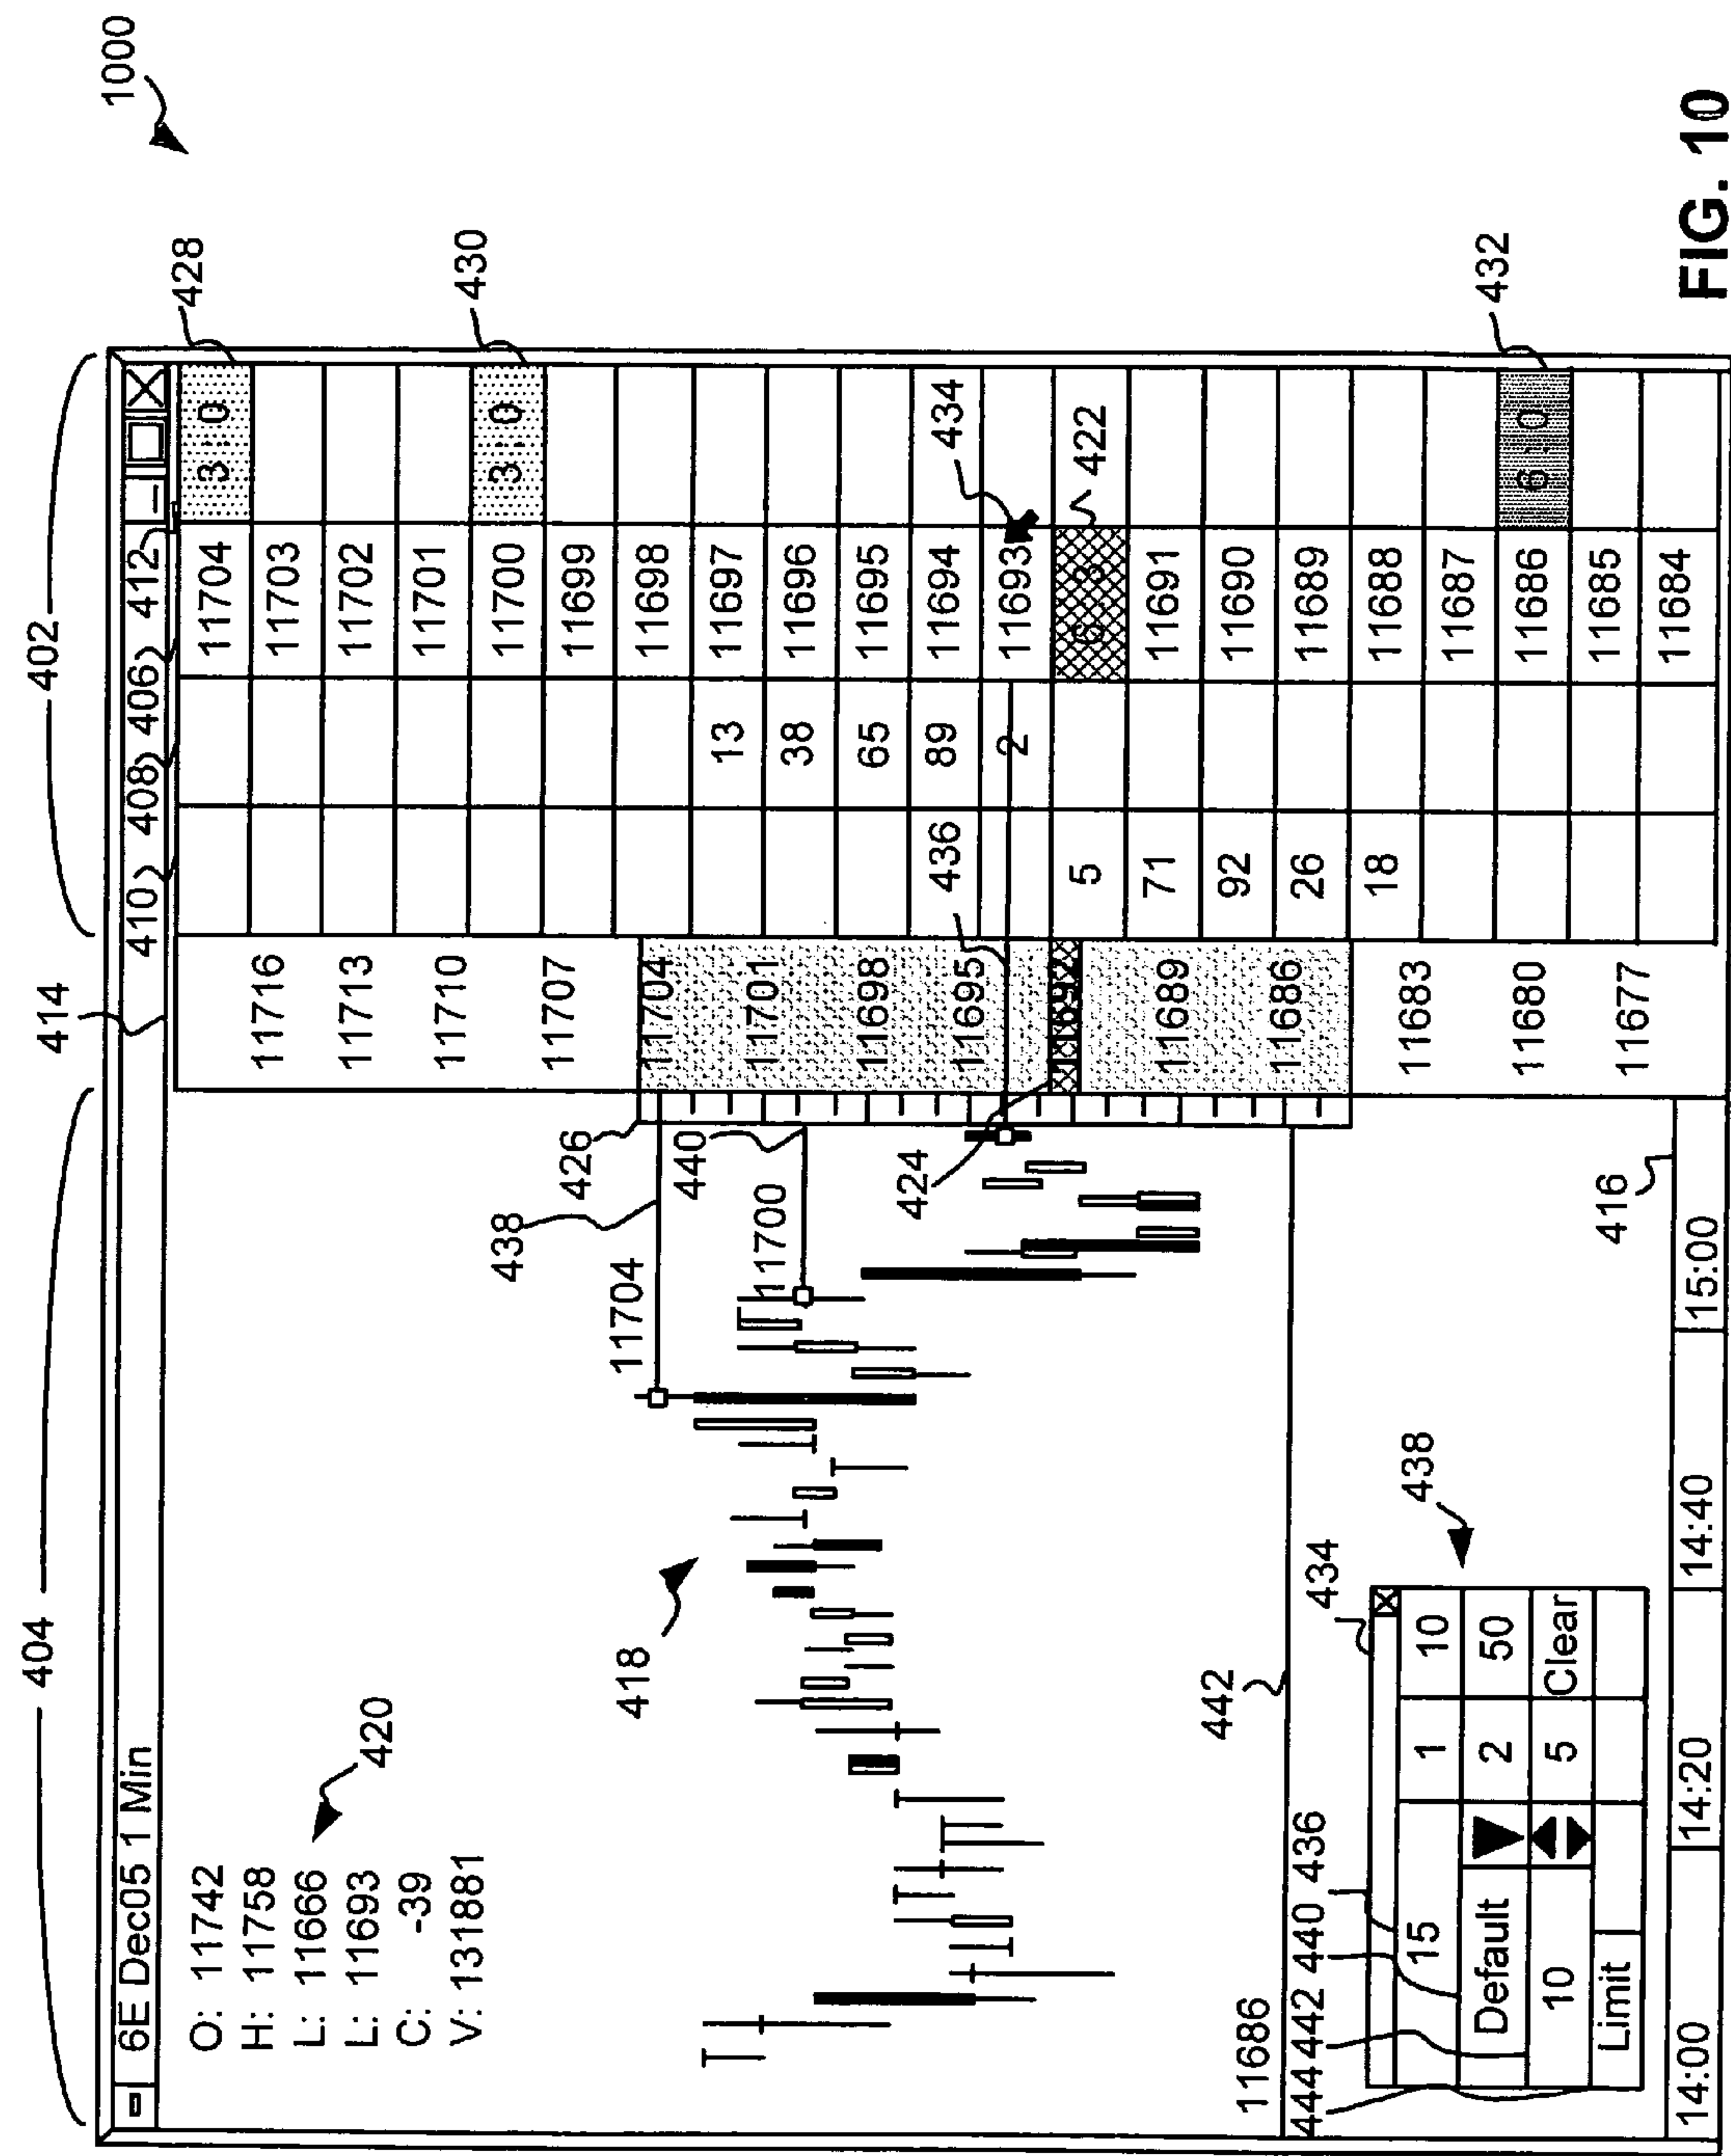 1000
404
414
402
6E Dec05 1 Min
410 408 406 412
O: 11742
H: 11758
L: 11666
L: 11693
C: -39
V: 131881
420
418
11704
438
426
11700
440
424
11686
442
11716
11713
11710
11707
11704
11701
11698
11695
436
11692
11689
11686
11683
11680
11677
11704 3 0 428
11703
11702
11701
11700 3 0 430
11699
11698
13 11697
38 11696
65 11695
89 11694 434
2 11693
5 6 3 422
71 11691
92 11690
26 11689
18 11688
11687
11686 6 0 432
11685
11684
444 442 440 436
434
438
15 1 10
Default 2 50
10 5 Clear
Limit
416
14:00 14:20 14:40 15:00
FIG. 10